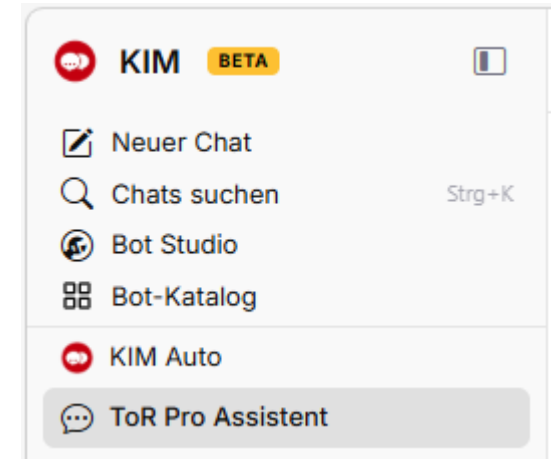 KIM BETA
Neuer Chat
Chats suchen Strg+K
Bot Studio
Bot-Katalog
KIM Auto
ToR Pro Assistent